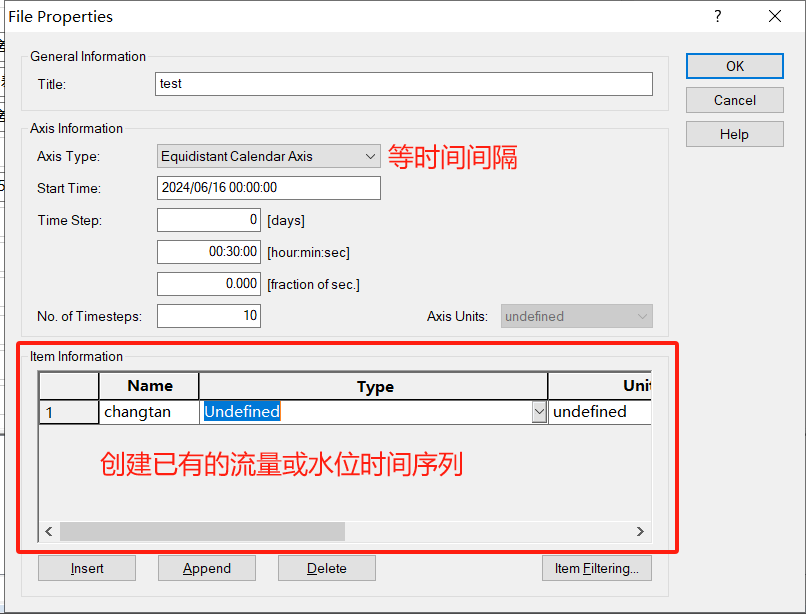 File Properties
General Information
Title: test
OK
Cancel
Help
Axis Information
Axis Type: Equidistant Calendar Axis 等时间间隔
Start Time: 2024/06/16 00:00:00
Time Step: 0 [days]
00:30:00 [hour:min:sec]
0.000 [fraction of sec.]
No. of Timesteps: 10 Axis Units: undefined
Item Information
Name Type Unit
1 changtan Undefined undefined
创建已有的流量或水位时间序列
Insert Append Delete Item Filtering...